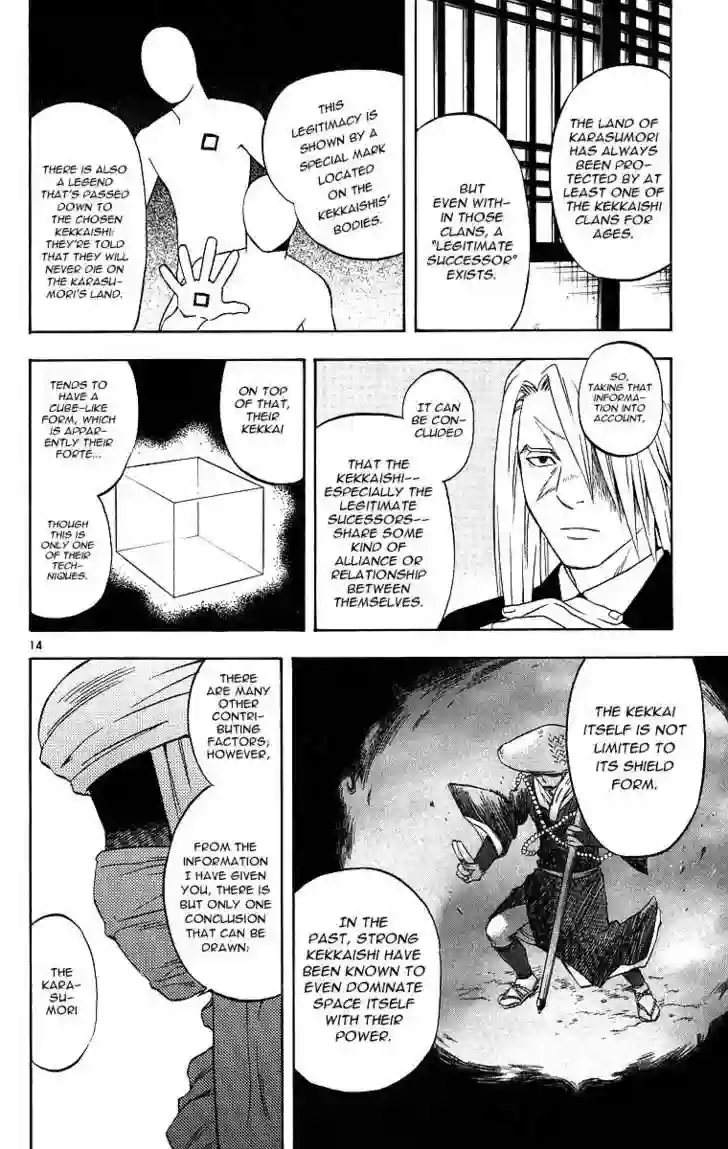 THE LAND OF
KARASUMORI
HAS ALWAYS
BEEN PRO-
TECTED BY AT
LEAST ONE OF
THE KEKKAISHI
CLANS FOR
AGES.
BUT
EVEN WITH-
IN THOSE
CLANS, A
"LEGITIMATE
SUCCESSOR"
EXISTS.
THIS
LEGITIMACY IS
SHOWN BY A
SPECIAL MARK
LOCATED
ON THE
KEKKAISHIS'
BODIES.
THERE IS ALSO
A LEGEND
THAT'S PASSED
DOWN TO
THE CHOSEN
KEKKAISHI:
THEY'RE TOLD
THAT THEY WILL
NEVER DIE ON
THE KARASU-
MORI'S LAND.
SO,
TAKING THAT
INFORMA-
TION INTO
ACCOUNT,
IT CAN
BE CON-
CLUDED
THAT THE
KEKKAISHI--
ESPECIALLY THE
LEGITIMATE
SUCESSORS--
SHARE SOME
KIND OF
ALLIANCE OR
RELATIONSHIP
BETWEEN
THEMSELVES.
ON TOP
OF THAT,
THEIR
KEKKAI
TENDS TO
HAVE A
CUBE-LIKE
FORM, WHICH
IS APPAR-
ENTLY THEIR
FORTE...
THOUGH
THIS IS
ONLY ONE
OF THEIR
TECH-
NIQUES.
14
THE KEKKAI
ITSELF IS NOT
LIMITED TO
ITS SHIELD
FORM.
IN THE
PAST, STRONG
KEKKAISHI HAVE
BEEN KNOWN TO
EVEN DOMINATE
SPACE ITSELF
WITH THEIR
POWER.
THERE
ARE MANY
OTHER
CONTRI-
BUTING
FACTORS;
HOWEVER,
FROM THE
INFORMATION
I HAVE GIVEN
YOU, THERE IS
BUT ONLY ONE
CONCLUSION
THAT CAN BE
DRAWN:
THE
KARA-
SU-
MORI